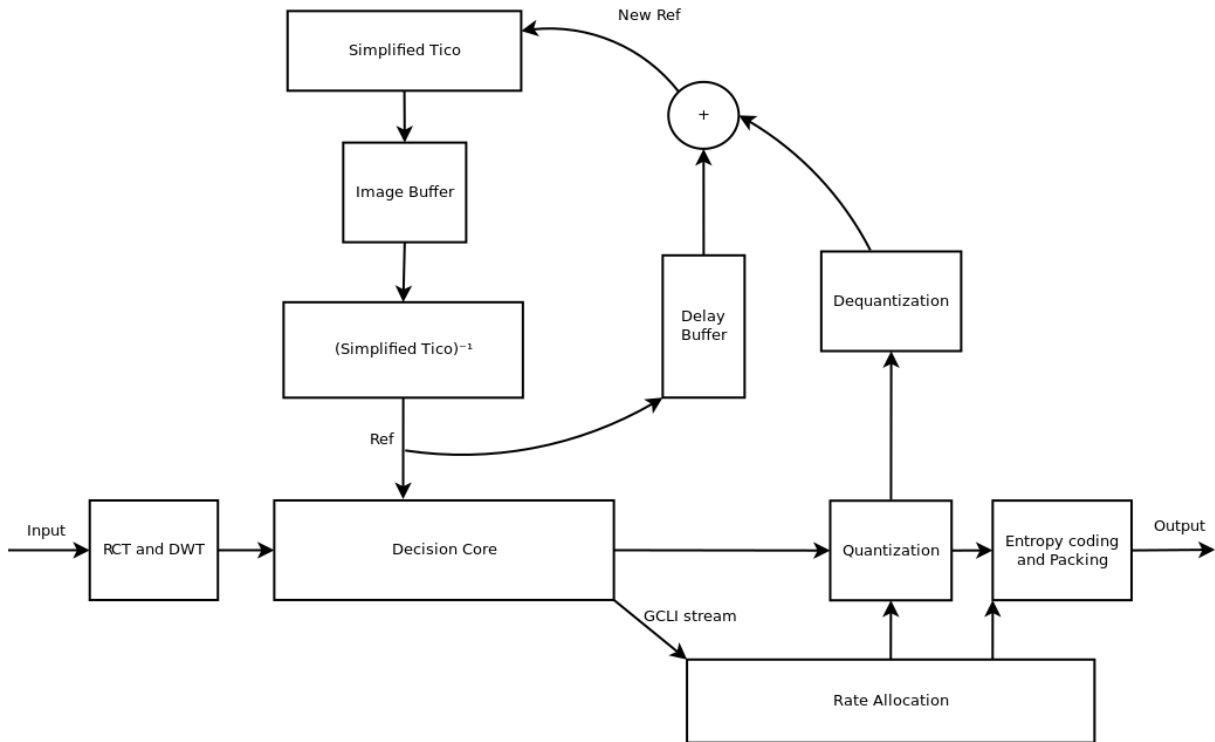 New Ref
Simplified Tico
+
Image Buffer
Dequantization
Delay
Buffer
(Simplified Tico)⁻¹
Ref
Input
RCT and DWT
Decision Core
Quantization
Entropy coding
and Packing
Output
GCLI stream
Rate Allocation